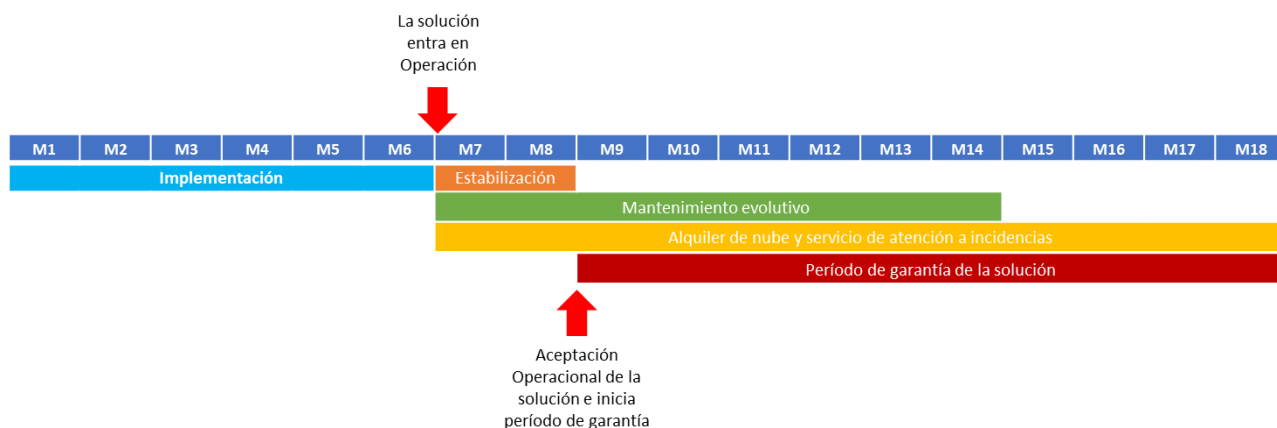 La solución
entra en
Operación
M1 M2 M3 M4 M5 M6 M7 M8 M9 M10 M11 M12 M13 M14 M15 M16 M17 M18
Implementación Estabilización
Mantenimiento evolutivo
Alquiler de nube y servicio de atención a incidencias
Período de garantía de la solución
Aceptación
Operacional de la
solución e inicia
período de garantía